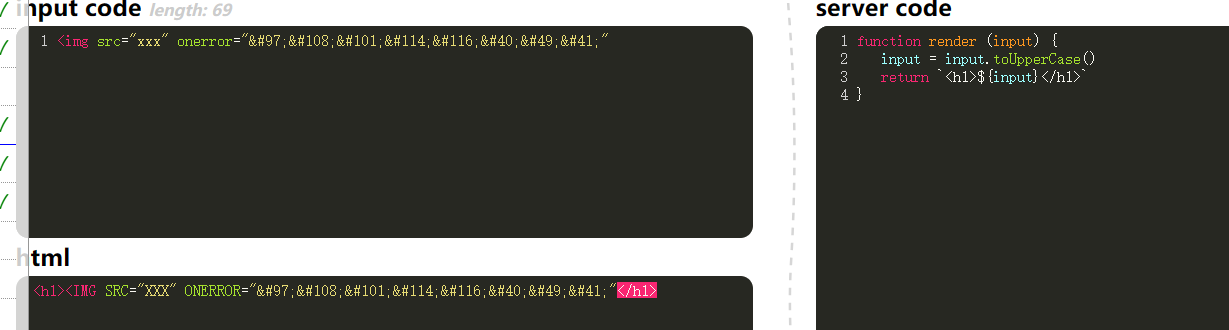 input code length: 69
1 <img src="xxx" onerror="&#97;&#108;&#101;&#114;&#116;&#40;&#49;&#41;"
html
<h1><IMG SRC="XXX" ONERROR="&#97;&#108;&#101;&#114;&#116;&#40;&#49;&#41;"</h1>
server code
1 function render (input) {
2 input = input.toUpperCase()
3 return `<h1>${input}</h1>`
4 }